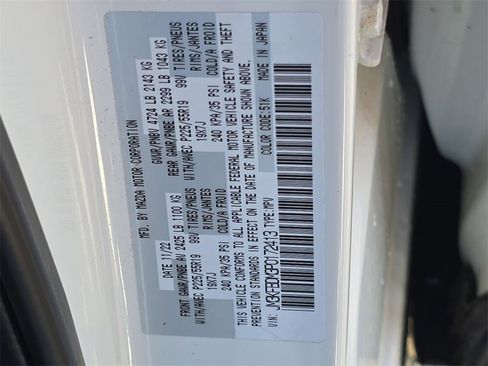 MFD. BY MAZDA MOTOR CORPORATION
DATE: 11/22 GVWR/PNBV 4724 LB 2143 KG
FRONT GAWR/PNBE AV 2425 LB 1100 KG REAR GAWR/PNBE AR 2299 LB 1043 KG
WITH/AVEC P225/55R19 99V TIRES/PNEUS WITH/AVEC P225/55R19 99V TIRES/PNEUS
19X7J RIMS/JANTES 19X7J RIMS/JANTES
240 KPA/35 PSI COLD/A FROID 240 KPA/35 PSI COLD/A FROID
THIS VEHICLE CONFORMS TO ALL APPLICABLE FEDERAL MOTOR VEHICLE SAFETY AND THEFT
PREVENTION STANDARDS IN EFFECT ON THE DATE OF MANUFACTURE SHOWN ABOVE.
VIN: TYPE:MPV COLOR CODE:51K MADE IN JAPAN